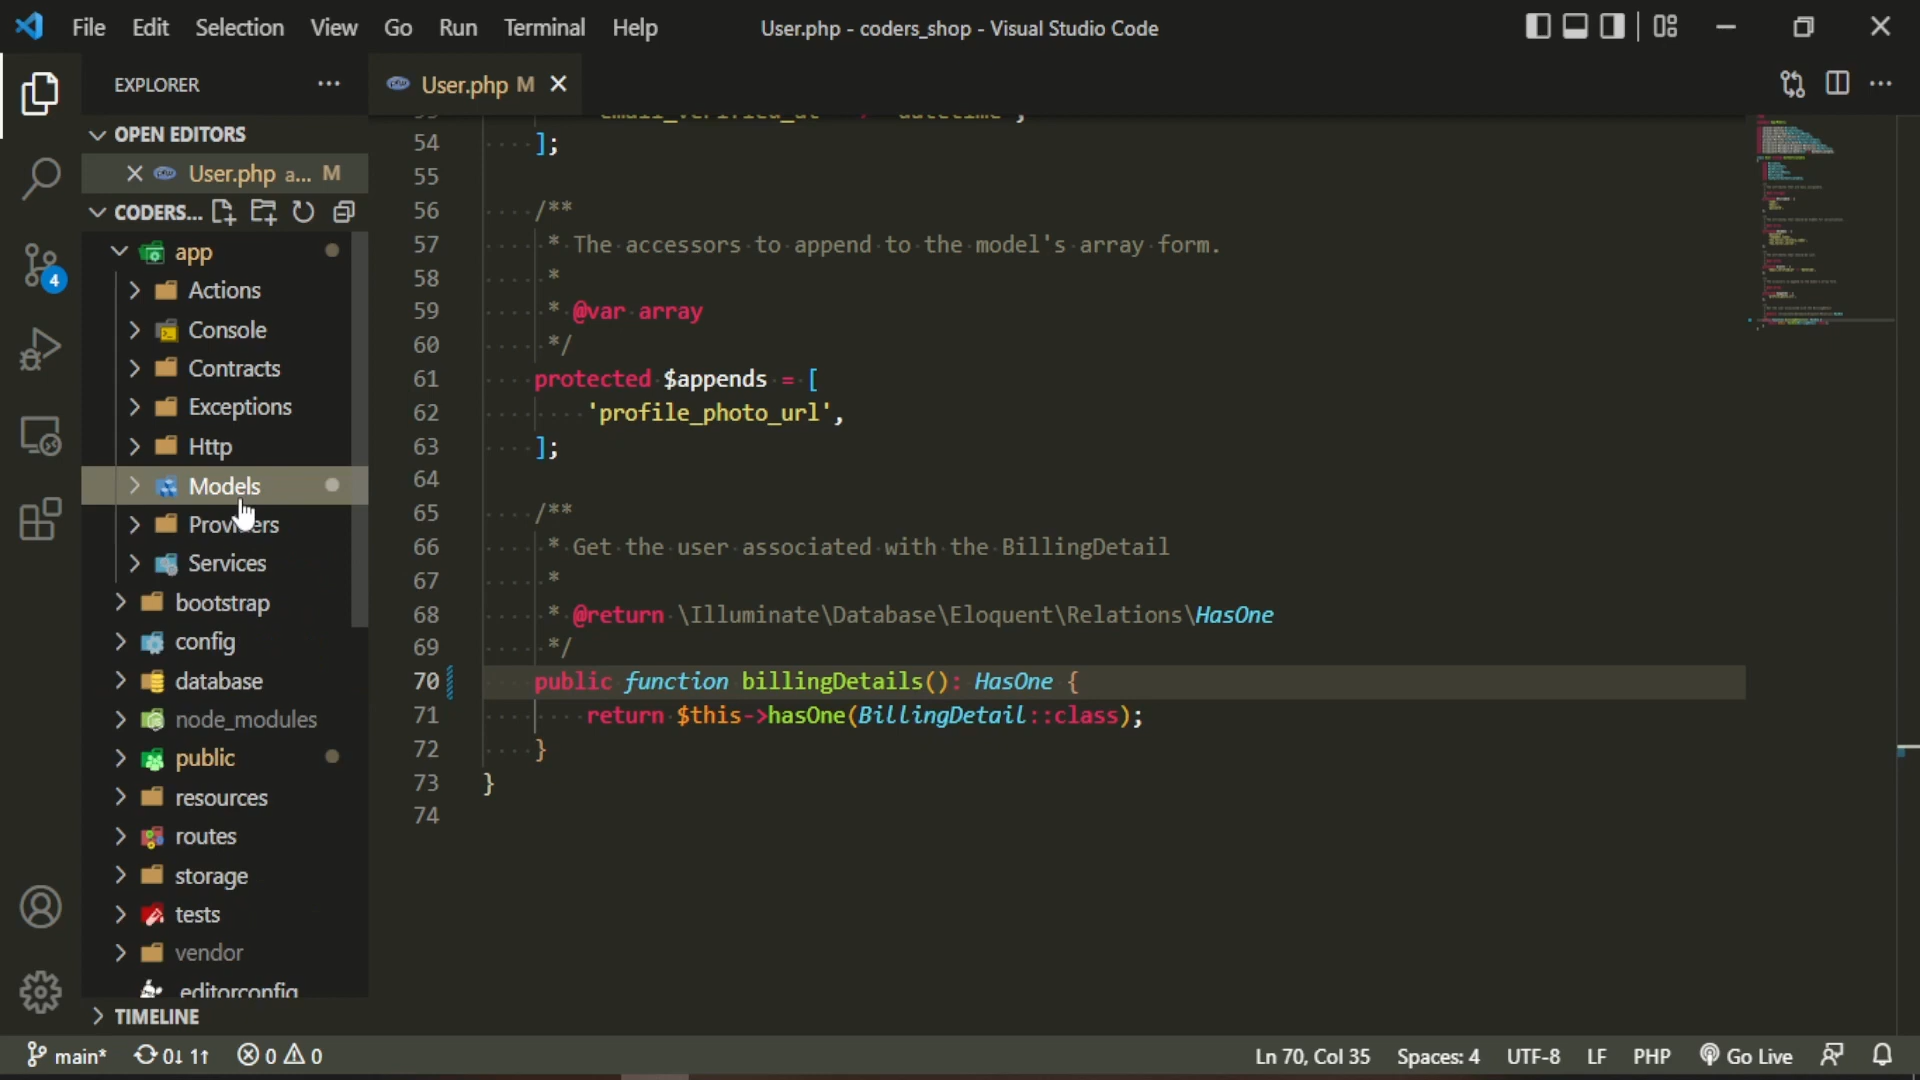 File Edit Selection View Go Run Terminal Help User.php - coders_shop - Visual Studio Code
EXPLORER
User.php M
OPEN EDITORS
User.php a... M
CODERS...
app
Actions
Console
Contracts
Exceptions
Http
Models
Providers
Services
bootstrap
config
database
node_modules
public
resources
routes
storage
tests
vendor
.editorconfig
TIMELINE
4
54 ];
55
56 /**
57 * The accessors to append to the model's array form.
58 *
59 * @var array
60 */
61 protected $appends = [
62 'profile_photo_url',
63 ];
64
65 /**
66 * Get the user associated with the BillingDetail
67 *
68 * @return \Illuminate\Database\Eloquent\Relations\HasOne
69 */
70 public function billingDetails(): HasOne {
71 return $this->hasOne(BillingDetail::class);
72 }
73 }
74
main* 0↓ 1↑ 0 0 Ln 70, Col 35 Spaces: 4 UTF-8 LF PHP Go Live